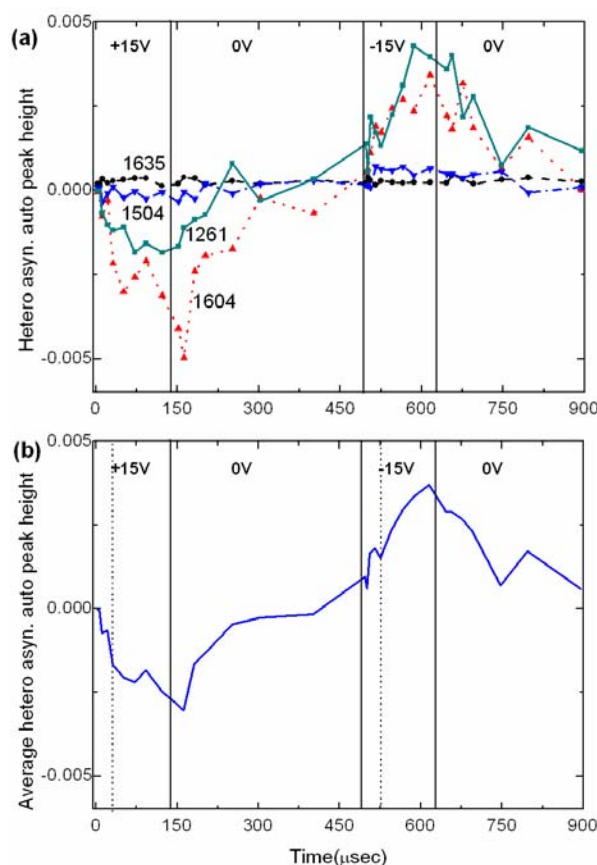 (a)
0.005
+15V 0V -15V 0V
Hetero asyn. auto peak height
1635
0.000
1504
1261
1604
-0.005
0 150 300 450 600 750 900
(b)
0.005
+15V 0V -15V 0V
Average hetero asyn. auto peak height
0.000
-0.005
0 150 300 450 600 750 900
Time(μsec)